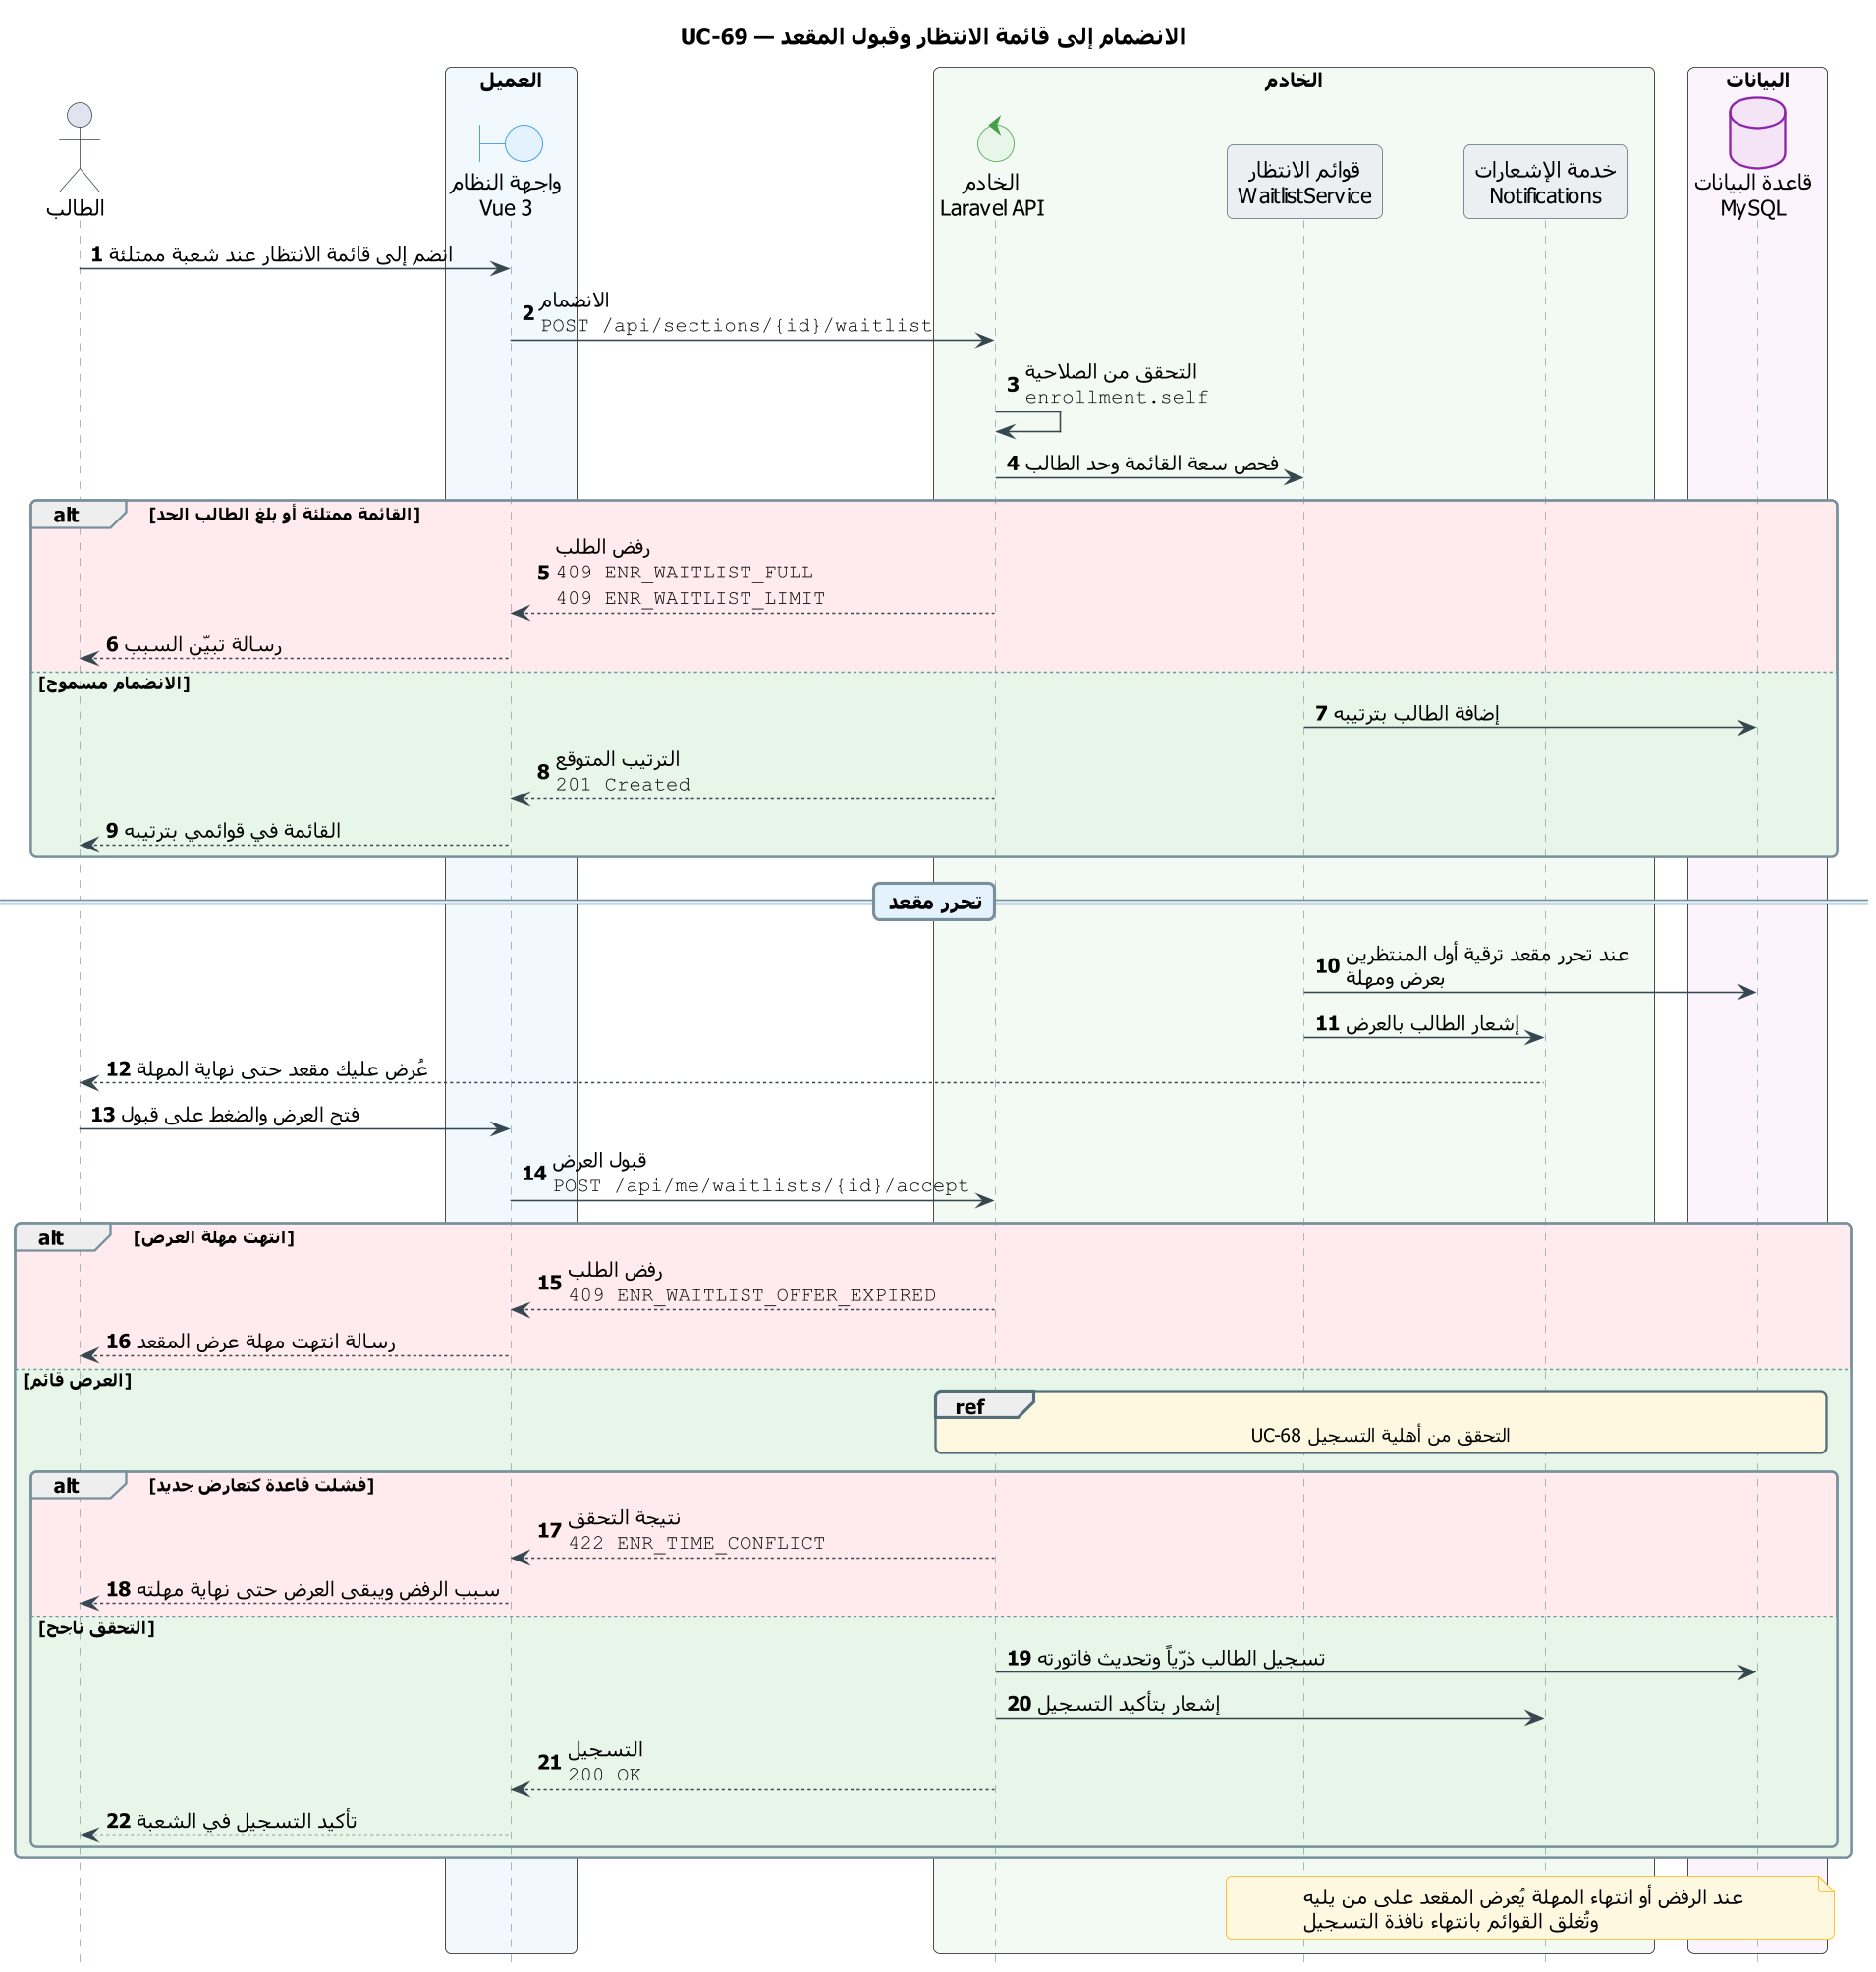 UC-69 — الانضمام إلى قائمة الانتظار وقبول المقعد
العميل
الخادم
البيانات
الطالب
واجهة النظام
Vue 3
الخادم
Laravel API
قوائم الانتظار
WaitlistService
خدمة الإشعارات
Notifications
قاعدة البيانات
MySQL
1 انضم إلى قائمة الانتظار عند شعبة ممتلئة
2 الانضمام
POST /api/sections/{id}/waitlist
3 التحقق من الصلاحية
enrollment.self
4 فحص سعة القائمة وحد الطالب
alt [القائمة ممتلئة أو بلغ الطالب الحد]
5 رفض الطلب
409 ENR_WAITLIST_FULL
409 ENR_WAITLIST_LIMIT
6 رسالة تبيّن السبب
[الانضمام مسموح]
7 إضافة الطالب بترتيبه
8 الترتيب المتوقع
201 Created
9 القائمة في قوائمي بترتيبه
تحرر مقعد
10 عند تحرر مقعد ترقية أول المنتظرين
بعرض ومهلة
11 إشعار الطالب بالعرض
12 عُرض عليك مقعد حتى نهاية المهلة
13 فتح العرض والضغط على قبول
14 قبول العرض
POST /api/me/waitlists/{id}/accept
alt [انتهت مهلة العرض]
15 رفض الطلب
409 ENR_WAITLIST_OFFER_EXPIRED
16 رسالة انتهت مهلة عرض المقعد
[العرض قائم]
ref
التحقق من أهلية التسجيل UC-68
alt [فشلت قاعدة كتعارض جديد]
17 نتيجة التحقق
422 ENR_TIME_CONFLICT
18 سبب الرفض ويبقى العرض حتى نهاية مهلته
[التحقق ناجح]
19 تسجيل الطالب ذرّياً وتحديث فاتورته
20 إشعار بتأكيد التسجيل
21 التسجيل
200 OK
22 تأكيد التسجيل في الشعبة
عند الرفض أو انتهاء المهلة يُعرض المقعد على من يليه
وتُغلق القوائم بانتهاء نافذة التسجيل